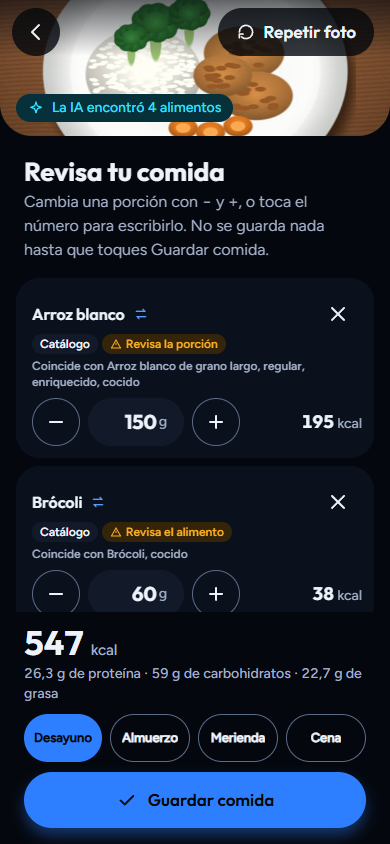 Repetir foto
La IA encontró 4 alimentos
Revisa tu comida
Cambia una porción con - y +, o toca el
número para escribirlo. No se guarda nada
hasta que toques Guardar comida.
Arroz blanco
Catálogo
Revisa la porción
Coincide con Arroz blanco de grano largo, regular,
enriquecido, cocido
150 g
195 kcal
Brócoli
Catálogo
Revisa el alimento
Coincide con Brócoli, cocido
60 g
38 kcal
547 kcal
26,3 g de proteína · 59 g de carbohidratos · 22,7 g de
grasa
Desayuno
Almuerzo
Merienda
Cena
Guardar comida